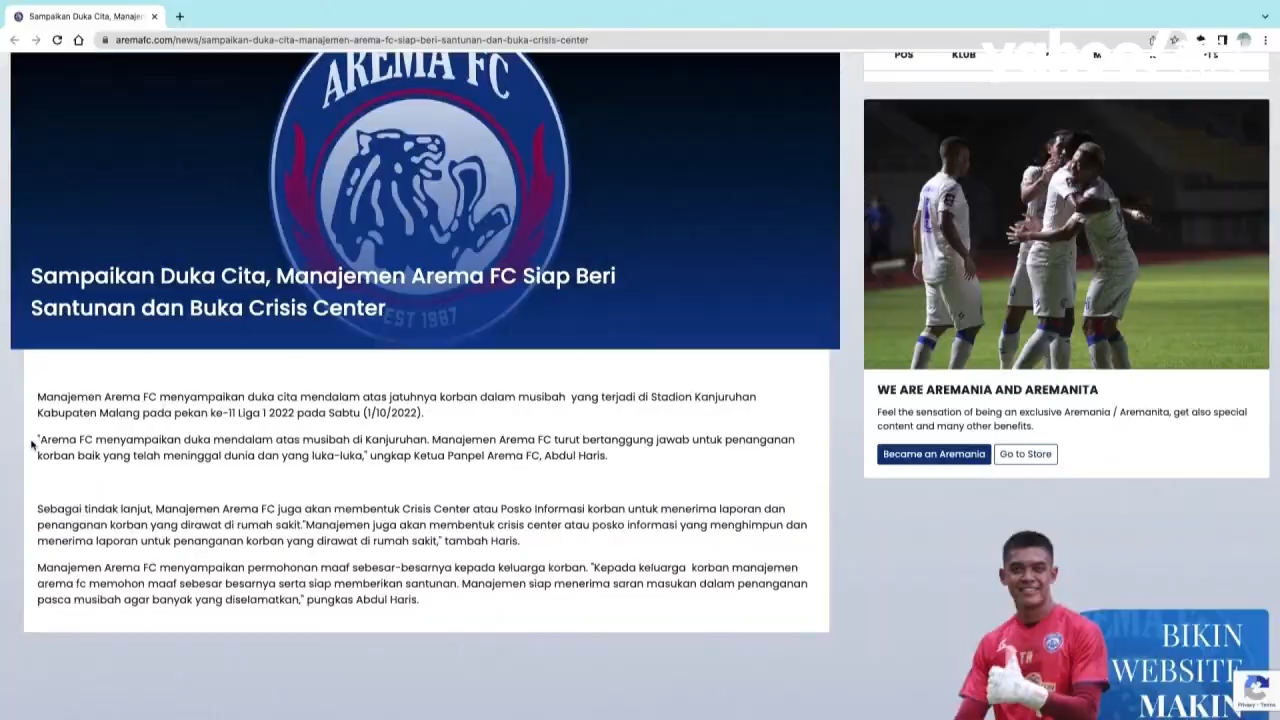 Sampaikan Duka Cita, Manajem
aremafc.com/news/sampaikan-duka-cita-manajemen-arema-fc-siap-beri-santunan-dan-buka-crisis-center
POS KLUB
AREMA FC
EST 1987
Sampaikan Duka Cita, Manajemen Arema FC Siap Beri
Santunan dan Buka Crisis Center
Manajemen Arema FC menyampaikan duka cita mendalam atas jatuhnya korban dalam musibah yang terjadi di Stadion Kanjuruhan
Kabupaten Malang pada pekan ke-11 Liga 1 2022 pada Sabtu (1/10/2022).
"Arema FC menyampaikan duka mendalam atas musibah di Kanjuruhan. Manajemen Arema FC turut bertanggung jawab untuk penanganan
korban baik yang telah meninggal dunia dan yang luka-luka," ungkap Ketua Panpel Arema FC, Abdul Haris.
Sebagai tindak lanjut, Manajemen Arema FC juga akan membentuk Crisis Center atau Posko Informasi korban untuk menerima laporan dan
penanganan korban yang dirawat di rumah sakit."Manajemen juga akan membentuk crisis center atau posko informasi yang menghimpun dan
menerima laporan untuk penanganan korban yang dirawat di rumah sakit," tambah Haris.
Manajemen Arema FC menyampaikan permohonan maaf sebesar-besarnya kepada keluarga korban. "Kepada keluarga korban manajemen
arema fc memohon maaf sebesar besarnya serta siap memberikan santunan. Manajemen siap menerima saran masukan dalam penanganan
pasca musibah agar banyak yang diselamatkan," pungkas Abdul Haris.
WE ARE AREMANIA AND AREMANITA
Feel the sensation of being an exclusive Aremania / Aremanita, get also special
content and many other benefits.
Became an Aremania Go to Store
BIKIN
WEBSITE
MAKIN
Privacy - Terms